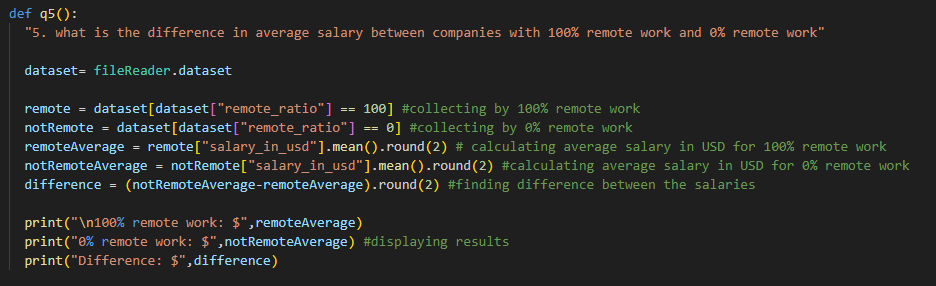 def q5():
"5. what is the difference in average salary between companies with 100% remote work and 0% remote work"
dataset= fileReader.dataset
remote = dataset[dataset["remote_ratio"] == 100] #collecting by 100% remote work
notRemote = dataset[dataset["remote_ratio"] == 0] #collecting by 0% remote work
remoteAverage = remote["salary_in_usd"].mean().round(2) # calculating average salary in USD for 100% remote work
notRemoteAverage = notRemote["salary_in_usd"].mean().round(2) #calculating average salary in USD for 0% remote work
difference = (notRemoteAverage-remoteAverage).round(2) #finding difference between the salaries
print("\n100% remote work: $",remoteAverage)
print("0% remote work: $",notRemoteAverage) #displaying results
print("Difference: $",difference)